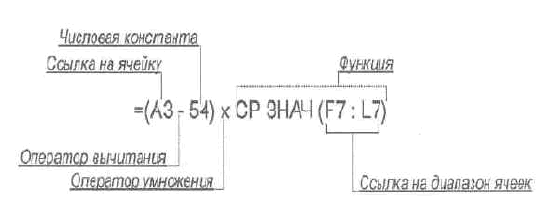 Числовая константа
Ссылка на ячейку
Функция
=(A3 - 54) x СР ЗНАЧ (F7 : L7)
Оператор вычитания
Оператор умножения
Ссылка на диапазон ячеек